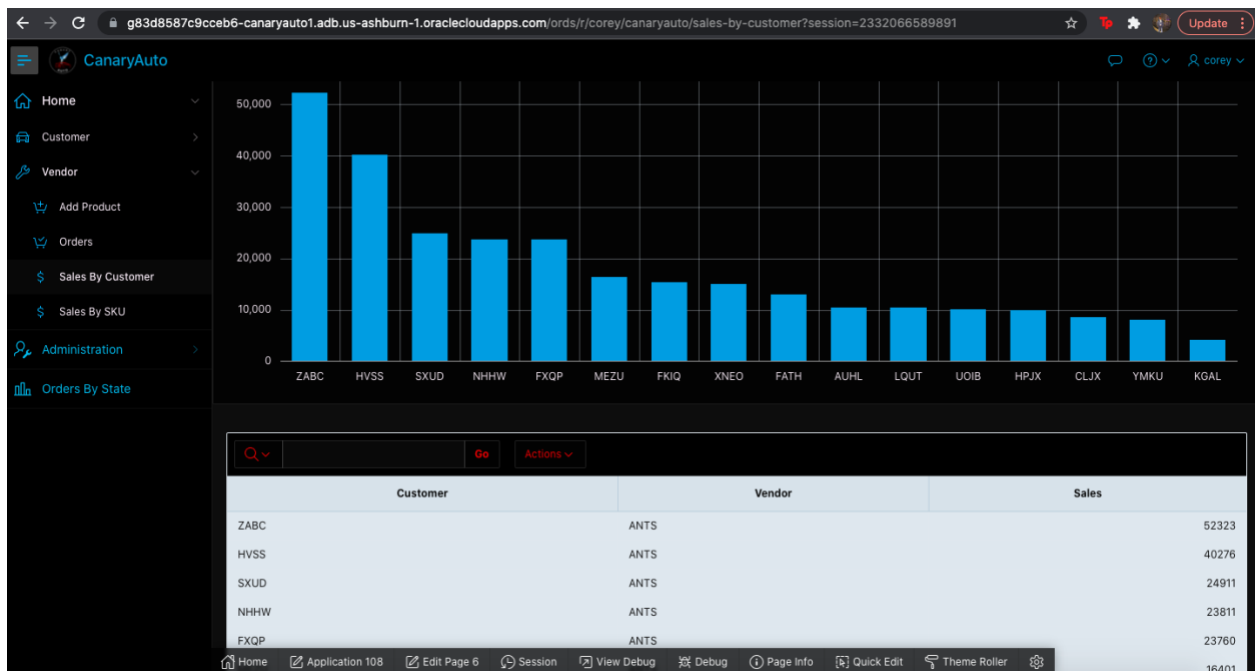 g83d8587c9cceb6-canaryauto1.adb.us-ashburn-1.oraclecloudapps.com/ords/r/corey/canaryauto/sales-by-customer?session=2332066589891 Tp Update
CanaryAuto corey
Home
Customer
Vendor
Add Product
Orders
Sales By Customer
Sales By SKU
Administration
Orders By State
50,000
40,000
30,000
20,000
10,000
0
ZABC HVSS SXUD NHHW FXQP MEZU FKIQ XNEO FATH AUHL LQUT UOIB HPJX CLJX YMKU KGAL
Go Actions
Customer Vendor Sales
ZABC ANTS 52323
HVSS ANTS 40276
SXUD ANTS 24911
NHHW ANTS 23811
FXQP ANTS 23760
16401
Home Application 108 Edit Page 6 Session View Debug Debug Page Info Quick Edit Theme Roller